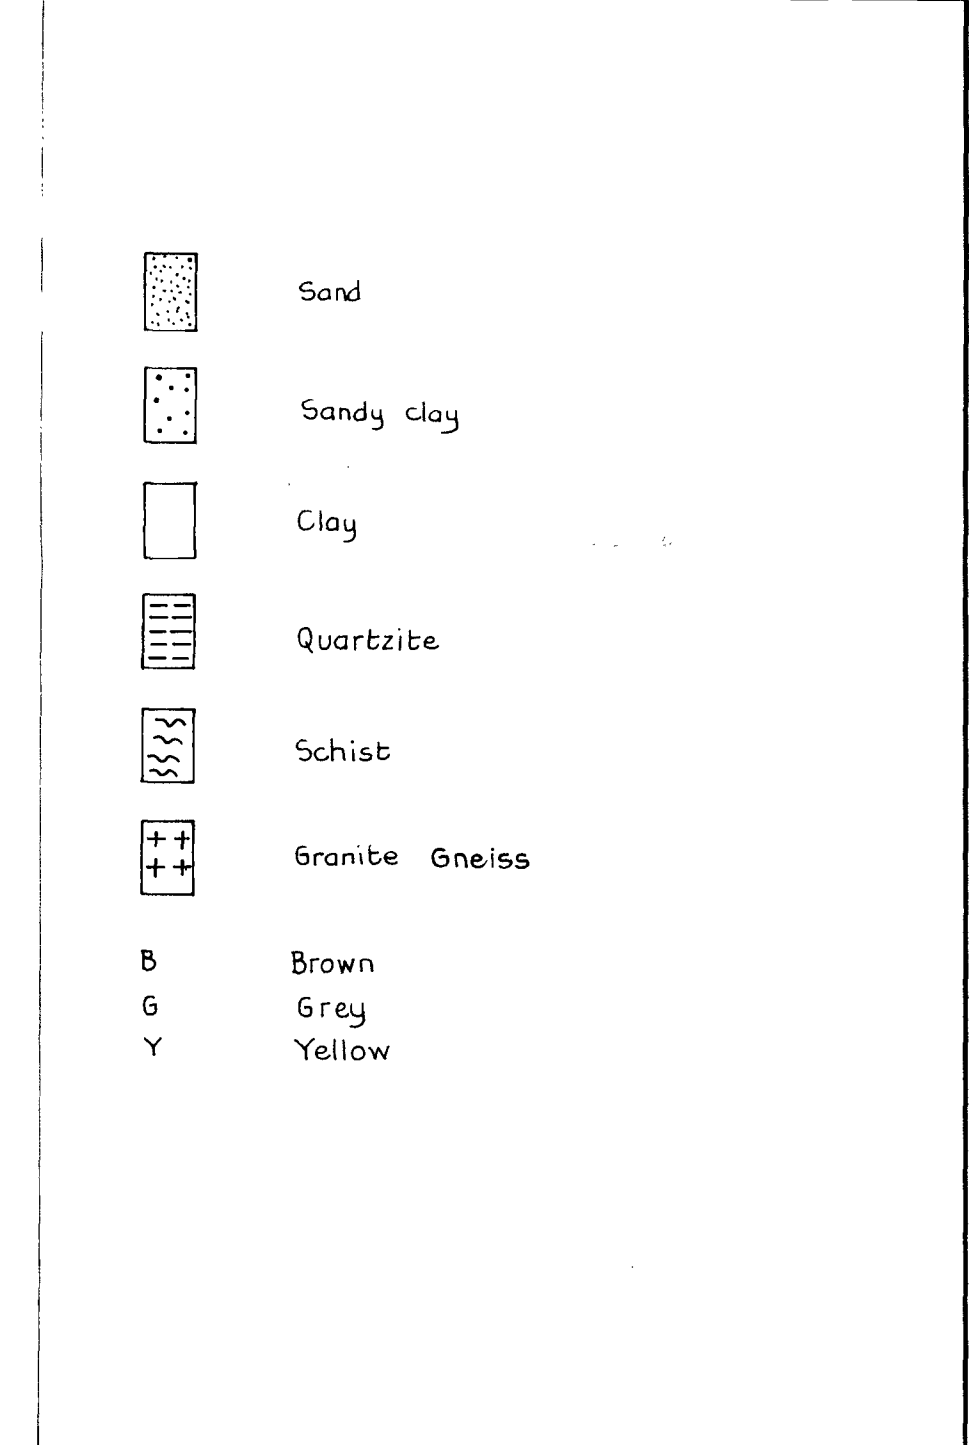 Sand
Sandy clay
Clay
Quartzite
Schist
Granite Gneiss
B Brown
G Grey
Y Yellow